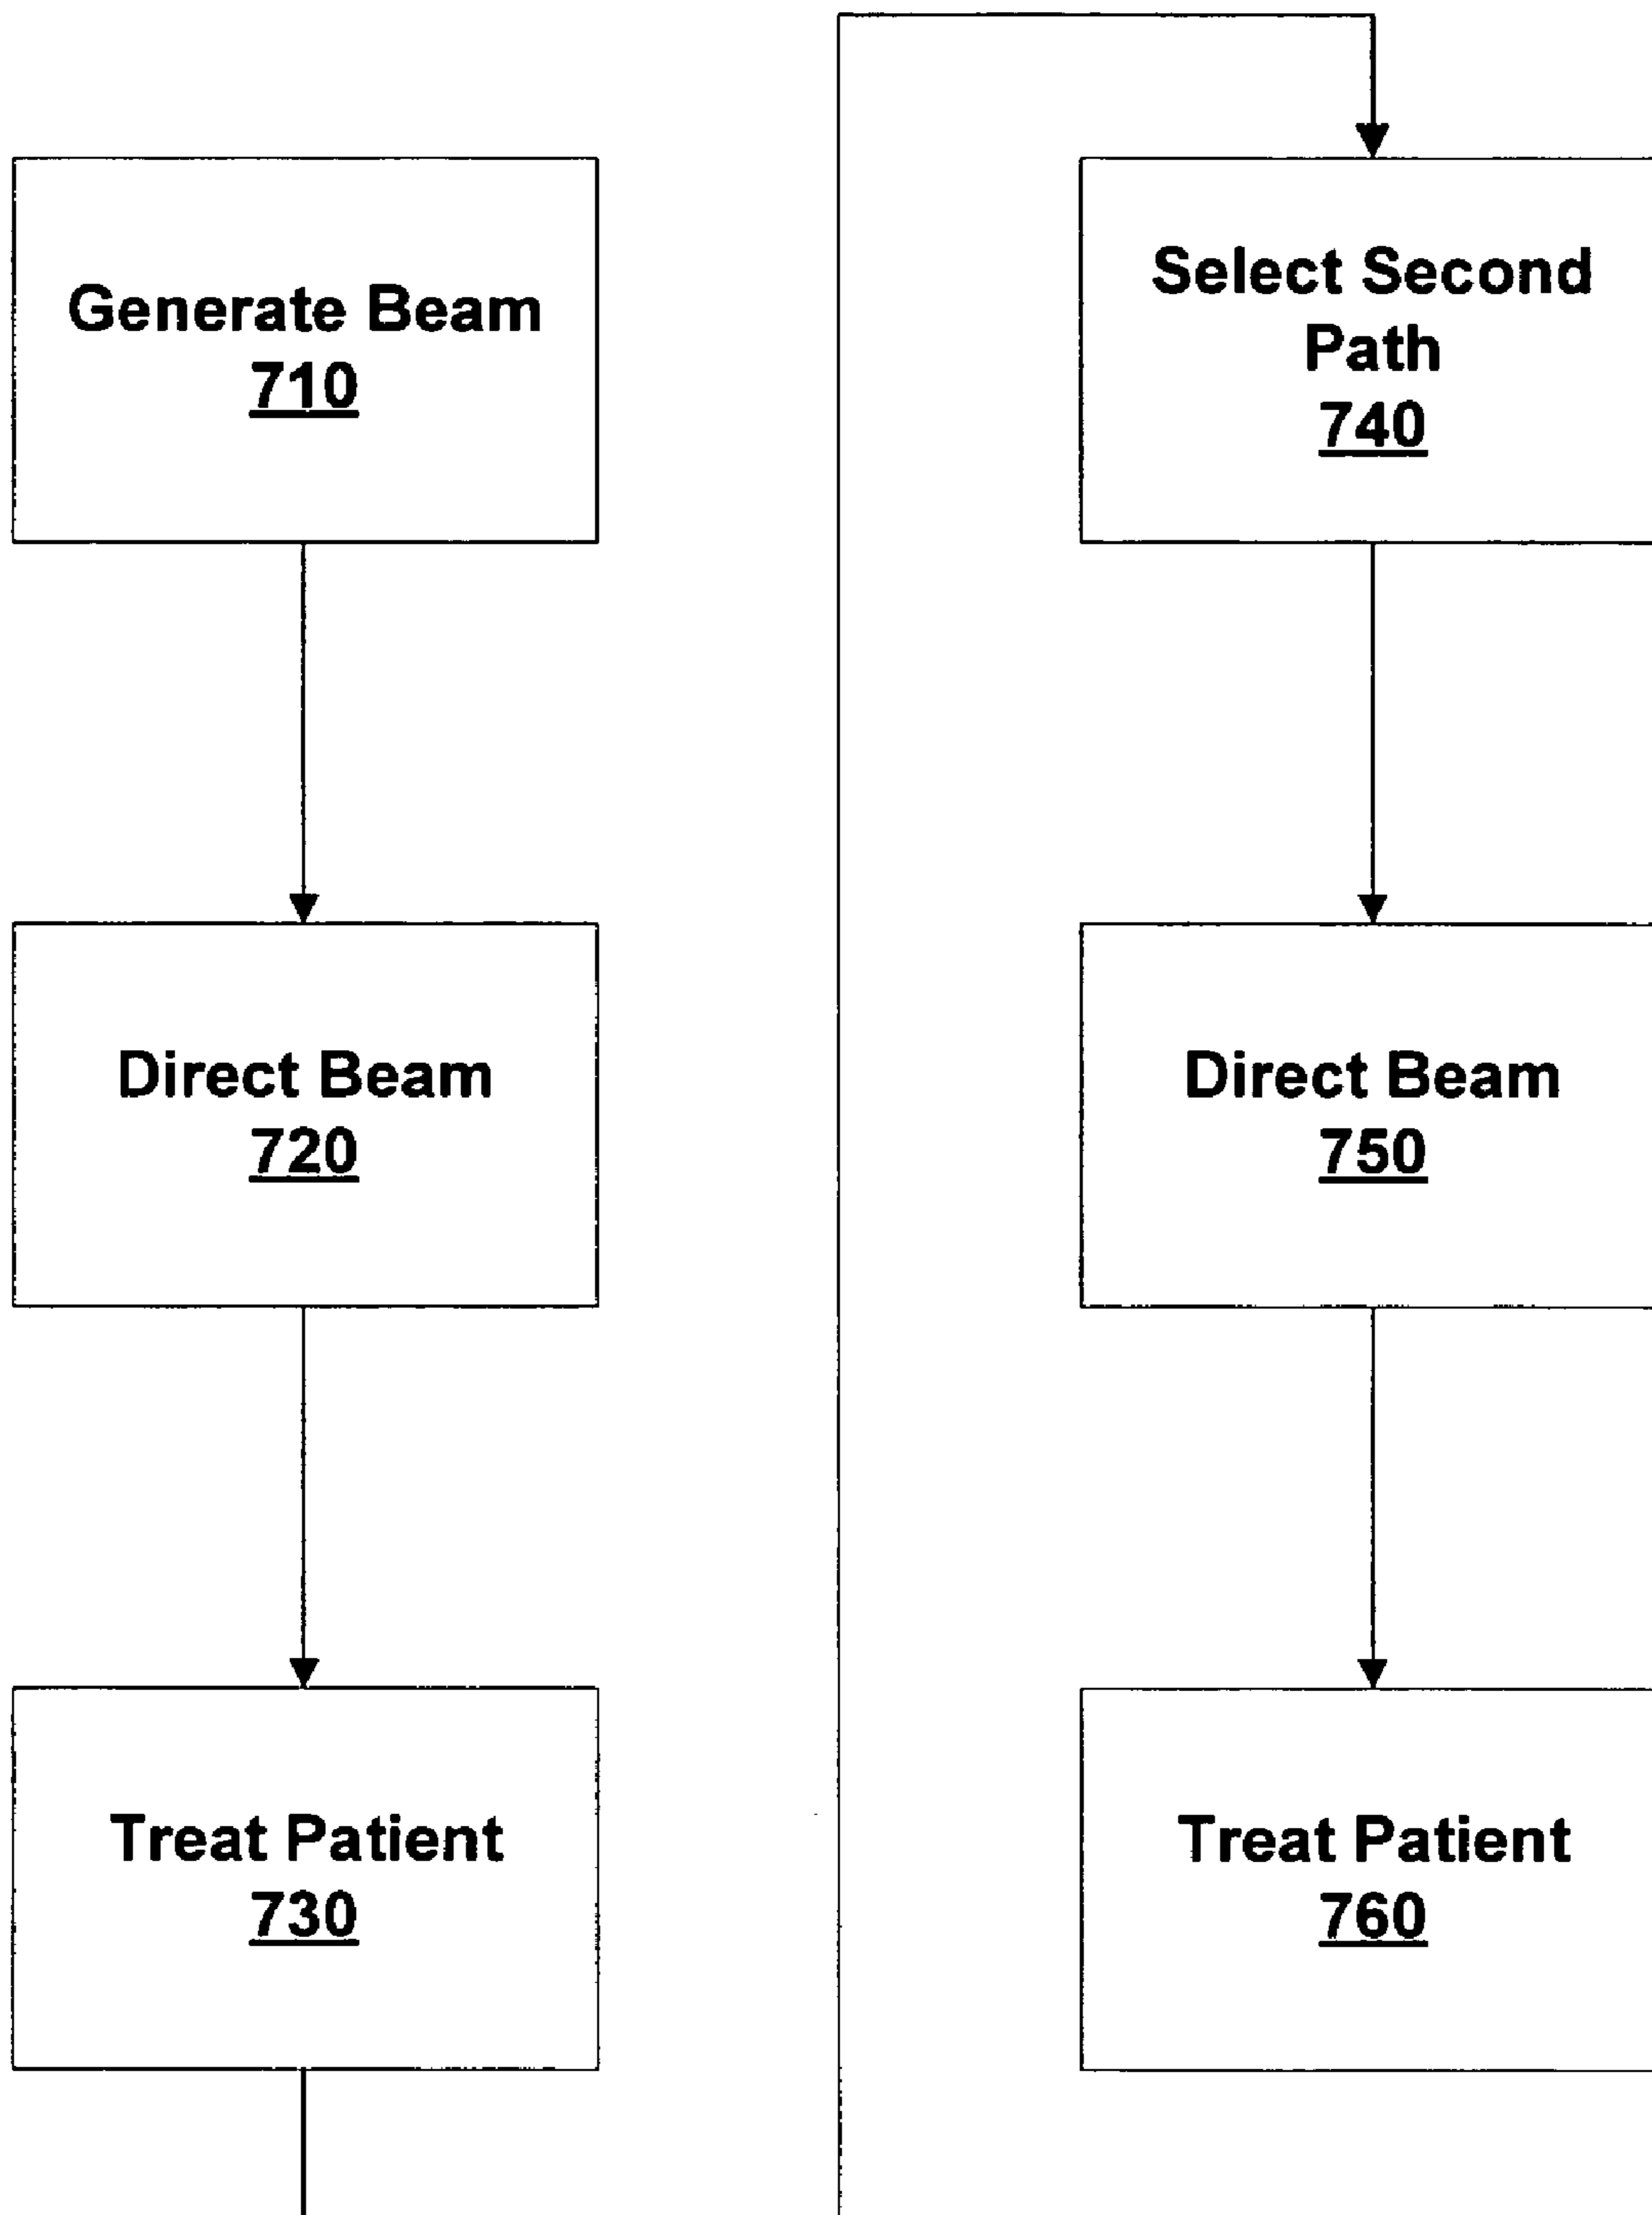 Generate Beam
710
Direct Beam
720
Treat Patient
730
Select Second
Path
740
Direct Beam
750
Treat Patient
760